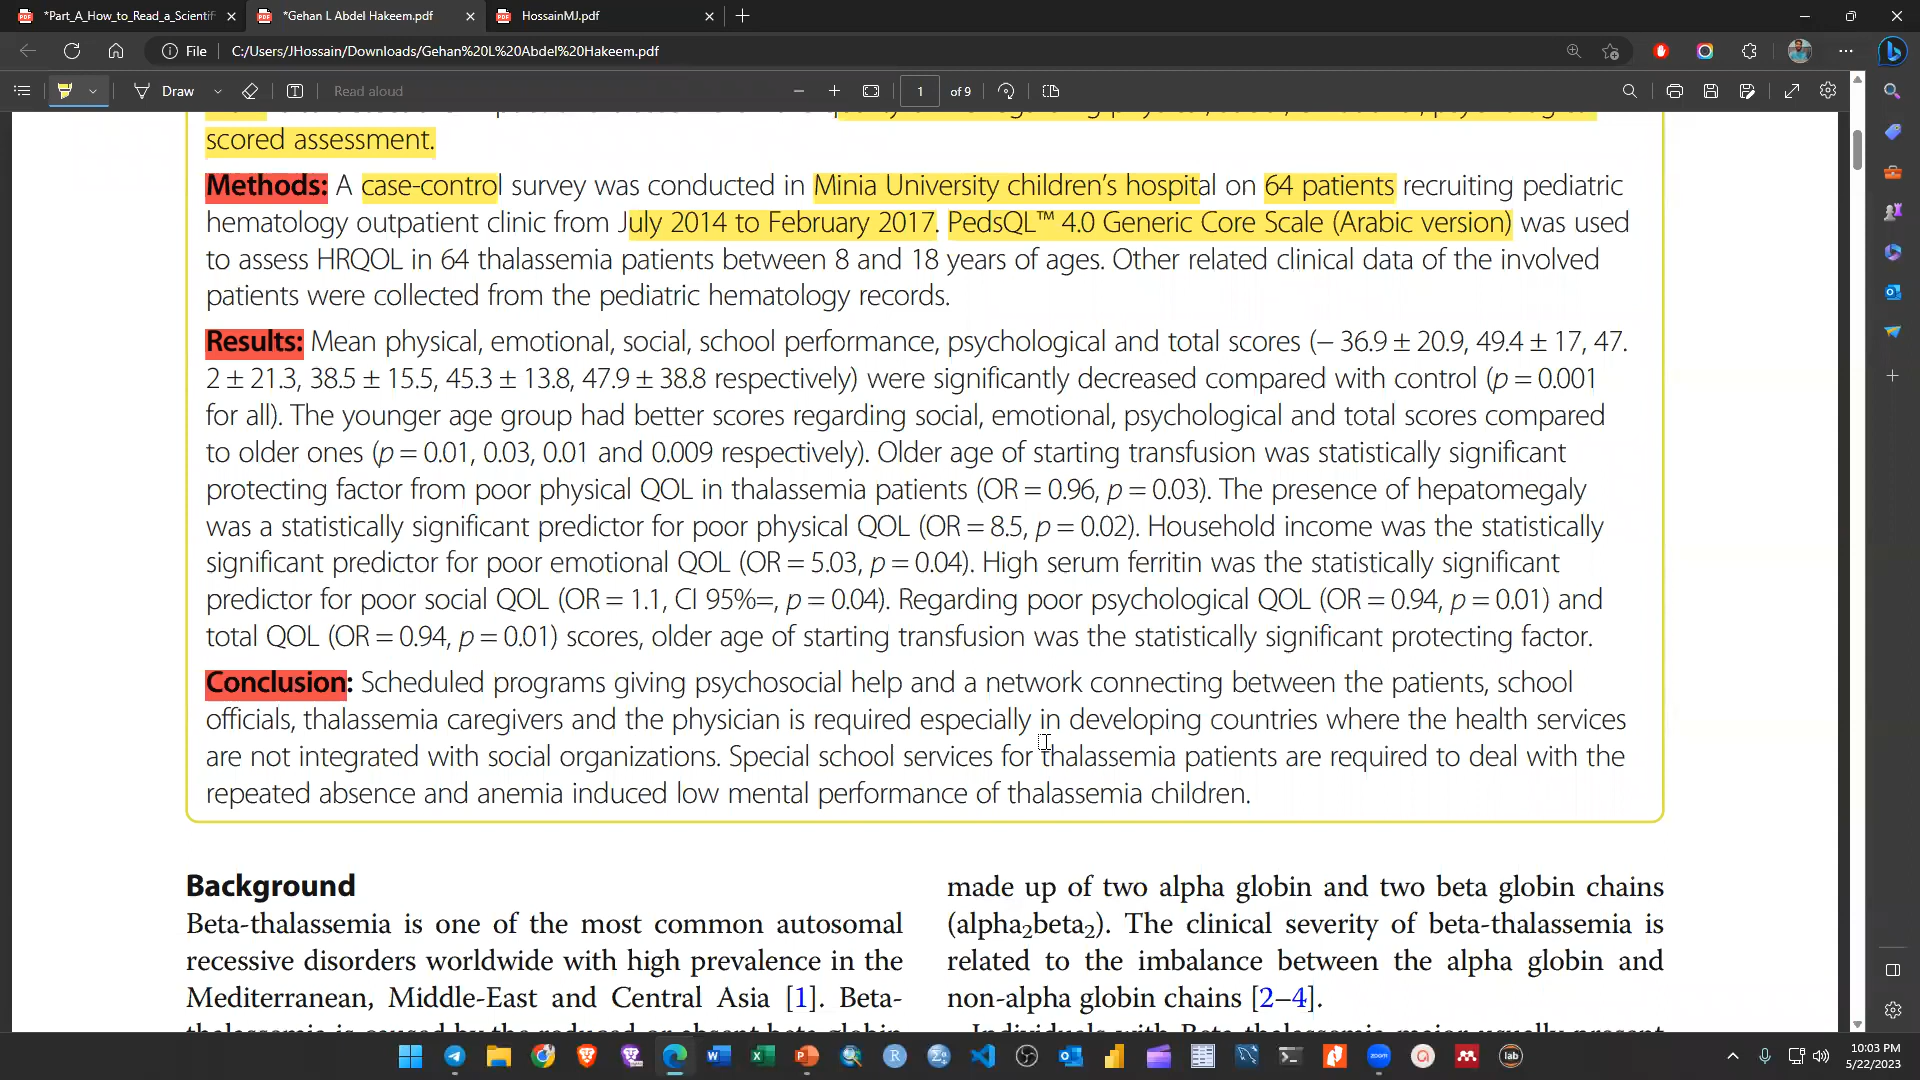 *Part_A_How_to_Read_a_Scientifi
*Gehan L Abdel Hakeem.pdf
HossainMJ.pdf
File
C:/Users/JHossain/Downloads/Gehan%20L%20Abdel%20Hakeem.pdf
Draw
Read aloud
1 of 9
scored assessment.
Methods: A case-control survey was conducted in Minia University children's hospital on 64 patients recruiting pediatric
hematology outpatient clinic from July 2014 to February 2017. PedsQL™ 4.0 Generic Core Scale (Arabic version) was used
to assess HRQOL in 64 thalassemia patients between 8 and 18 years of ages. Other related clinical data of the involved
patients were collected from the pediatric hematology records.
Results: Mean physical, emotional, social, school performance, psychological and total scores (− 36.9 ± 20.9, 49.4 ± 17, 47.
2 ± 21.3, 38.5 ± 15.5, 45.3 ± 13.8, 47.9 ± 38.8 respectively) were significantly decreased compared with control (p = 0.001
for all). The younger age group had better scores regarding social, emotional, psychological and total scores compared
to older ones (p = 0.01, 0.03, 0.01 and 0.009 respectively). Older age of starting transfusion was statistically significant
protecting factor from poor physical QOL in thalassemia patients (OR = 0.96, p = 0.03). The presence of hepatomegaly
was a statistically significant predictor for poor physical QOL (OR = 8.5, p = 0.02). Household income was the statistically
significant predictor for poor emotional QOL (OR = 5.03, p = 0.04). High serum ferritin was the statistically significant
predictor for poor social QOL (OR = 1.1, CI 95%=, p = 0.04). Regarding poor psychological QOL (OR = 0.94, p = 0.01) and
total QOL (OR = 0.94, p = 0.01) scores, older age of starting transfusion was the statistically significant protecting factor.
Conclusion: Scheduled programs giving psychosocial help and a network connecting between the patients, school
officials, thalassemia caregivers and the physician is required especially in developing countries where the health services
are not integrated with social organizations. Special school services for thalassemia patients are required to deal with the
repeated absence and anemia induced low mental performance of thalassemia children.
Background
Beta-thalassemia is one of the most common autosomal
recessive disorders worldwide with high prevalence in the
Mediterranean, Middle-East and Central Asia [1]. Beta-
made up of two alpha globin and two beta globin chains
(alpha₂beta₂). The clinical severity of beta-thalassemia is
related to the imbalance between the alpha globin and
non-alpha globin chains [2–4].
zoom
lab
10:03 PM
5/22/2023